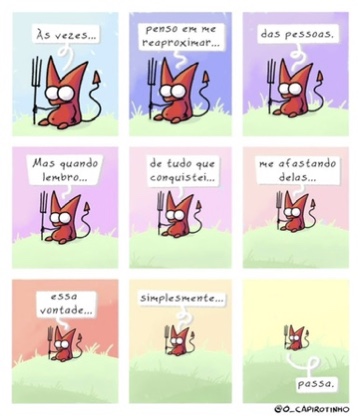 Às vezes...
penso em me
reaproximar...
das pessoas.
Mas quando
lembro...
de tudo que
conquistei...
me afastando
delas...
essa
vontade...
simplesmente...
passa.
@O_CAPIROTINHO